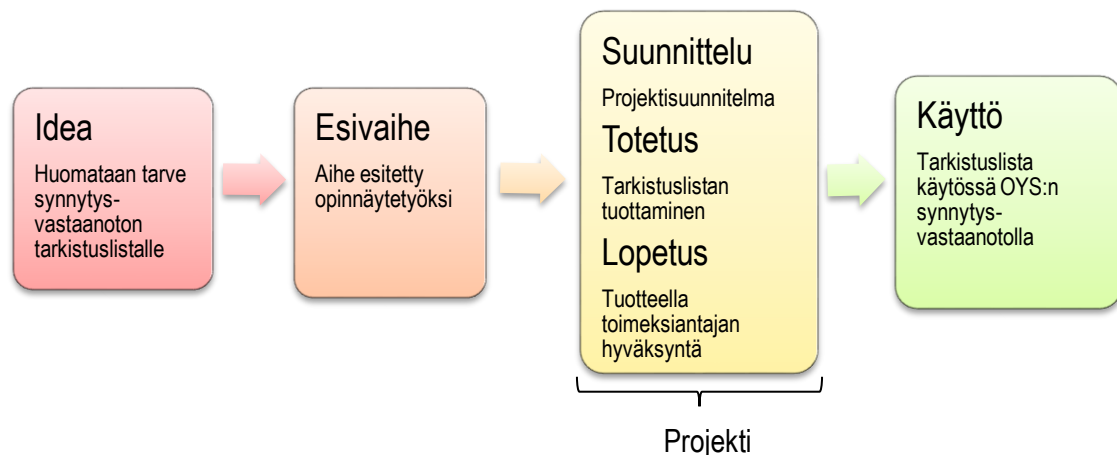 Idea
Huomataan tarve
synnytys-
vastaanoton
tarkistuslistalle
Esivaihe
Aihe esitetty
opinnäytetyöksi
Suunnittelu
Projektisuunnitelma
Totetus
Tarkistuslistan
tuottaminen
Lopetus
Tuotteella
toimeksiantajan
hyväksyntä
Käyttö
Tarkistuslista
käytössä OYS:n
synnytys-
vastaanotolla
Projekti